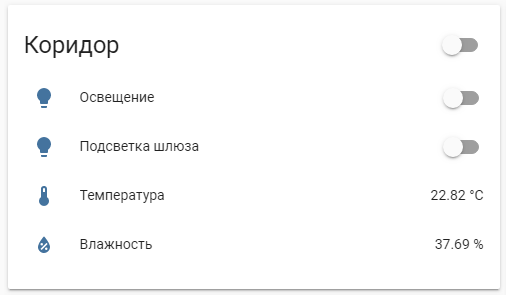 Коридор
Освещение
Подсветка шлюза
Температура 22.82 °C
Влажность 37.69 %